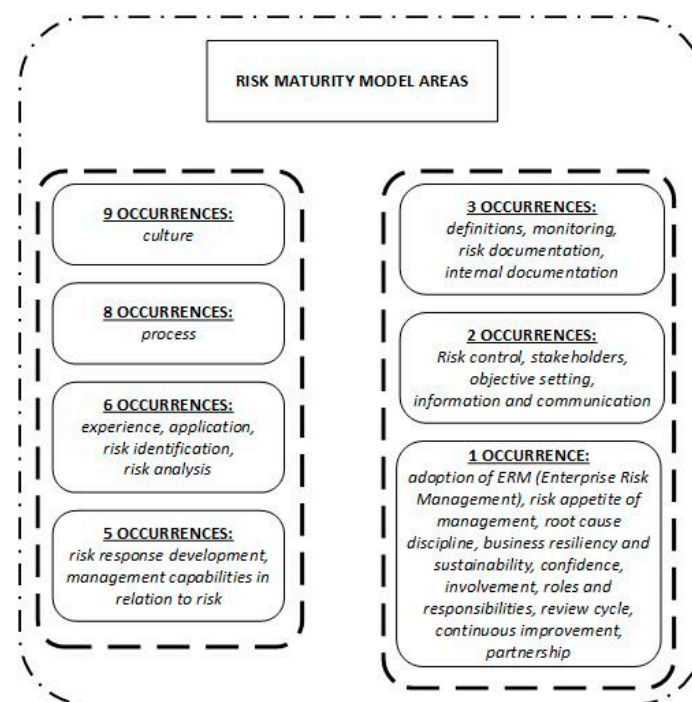 RISK MATURITY MODEL AREAS
9 OCCURRENCES:
culture
8 OCCURRENCES:
process
6 OCCURRENCES:
experience, application,
risk identification,
risk analysis
5 OCCURRENCES:
risk response development,
management capabilities in
relation to risk
3 OCCURRENCES:
definitions, monitoring,
risk documentation,
internal documentation
2 OCCURRENCES:
Risk control, stakeholders,
objective setting,
information and communication
1 OCCURRENCE:
adoption of ERM (Enterprise Risk
Management), risk appetite of
management, root cause
discipline, business resiliency and
sustainability, confidence,
involvement, roles and
responsibilities, review cycle,
continuous improvement,
partnership